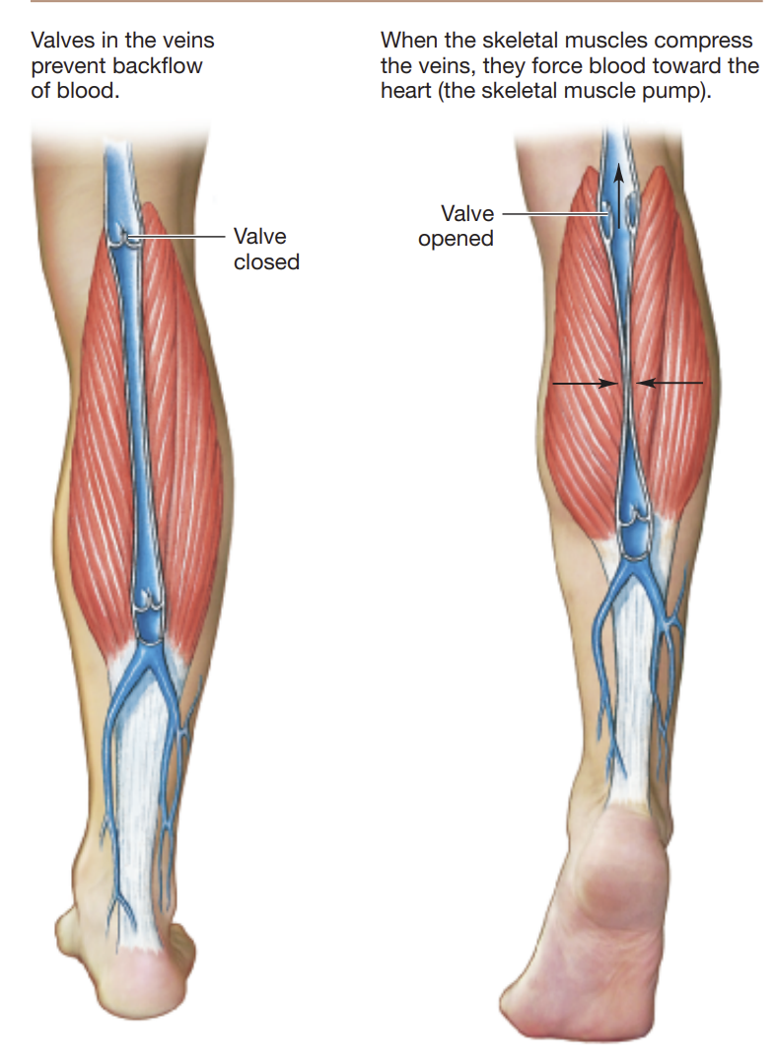 Valves in the veins
prevent backflow
of blood.
When the skeletal muscles compress
the veins, they force blood toward the
heart (the skeletal muscle pump).
Valve
closed
Valve
opened